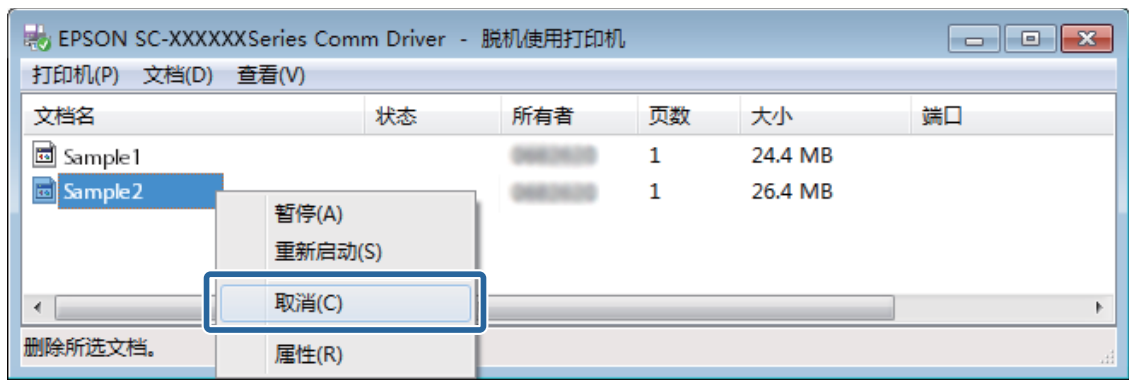 EPSON SC-XXXXXXSeries Comm Driver - 脱机使用打印机
打印机(P) 文档(D) 查看(V)
文档名 状态 所有者 页数 大小 端口
Sample1 1 24.4 MB
Sample2 1 26.4 MB
暂停(A)
重新启动(S)
取消(C)
删除所选文档。
属性(R)